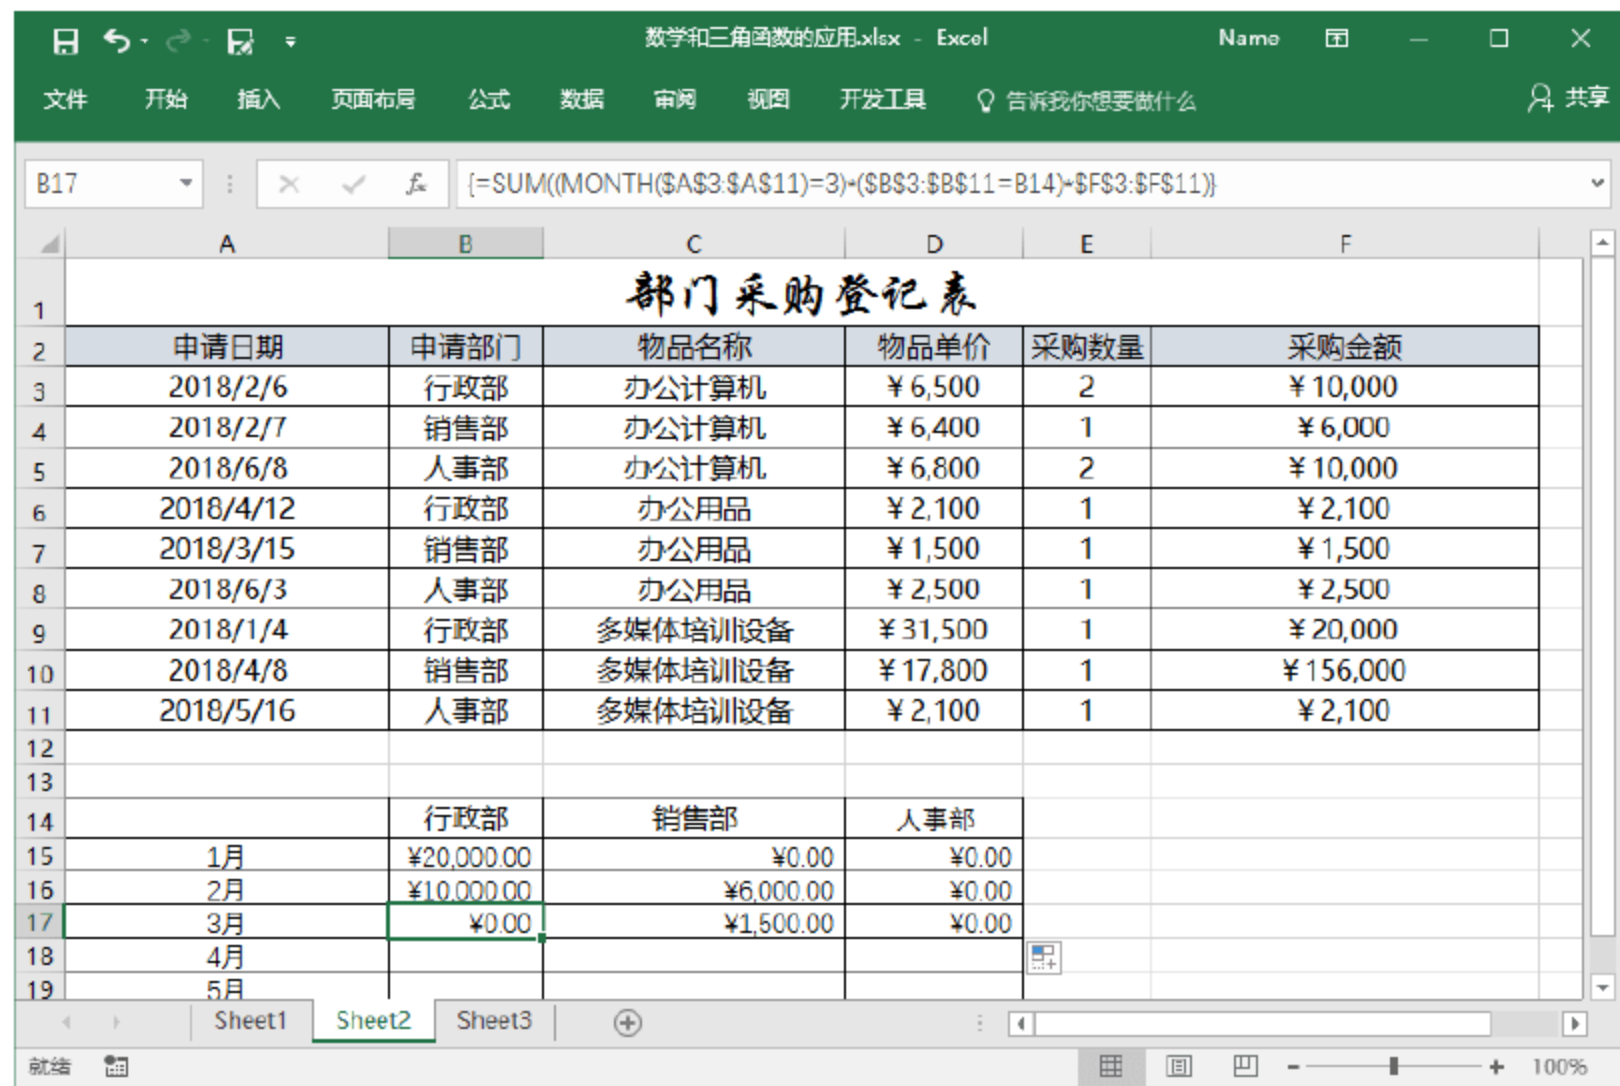 数学和三角函数的应用.xlsx - Excel
Name
文件 开始 插入 页面布局 公式 数据 审阅 视图 开发工具 告诉我你想要做什么 共享
B17 fx {=SUM((MONTH($A$3:$A$11)=3)*($B$3:$B$11=B14)*$F$3:$F$11)}
A B C D E F
1 部门采购登记表
2 申请日期 申请部门 物品名称 物品单价 采购数量 采购金额
3 2018/2/6 行政部 办公计算机 ¥6,500 2 ¥10,000
4 2018/2/7 销售部 办公计算机 ¥6,400 1 ¥6,000
5 2018/6/8 人事部 办公计算机 ¥6,800 2 ¥10,000
6 2018/4/12 行政部 办公用品 ¥2,100 1 ¥2,100
7 2018/3/15 销售部 办公用品 ¥1,500 1 ¥1,500
8 2018/6/3 人事部 办公用品 ¥2,500 1 ¥2,500
9 2018/1/4 行政部 多媒体培训设备 ¥31,500 1 ¥20,000
10 2018/4/8 销售部 多媒体培训设备 ¥17,800 1 ¥156,000
11 2018/5/16 人事部 多媒体培训设备 ¥2,100 1 ¥2,100
12
13
14 行政部 销售部 人事部
15 1月 ¥20,000.00 ¥0.00 ¥0.00
16 2月 ¥10,000.00 ¥6,000.00 ¥0.00
17 3月 ¥0.00 ¥1,500.00 ¥0.00
18 4月
19 5月
Sheet1 Sheet2 Sheet3
就绪 100%